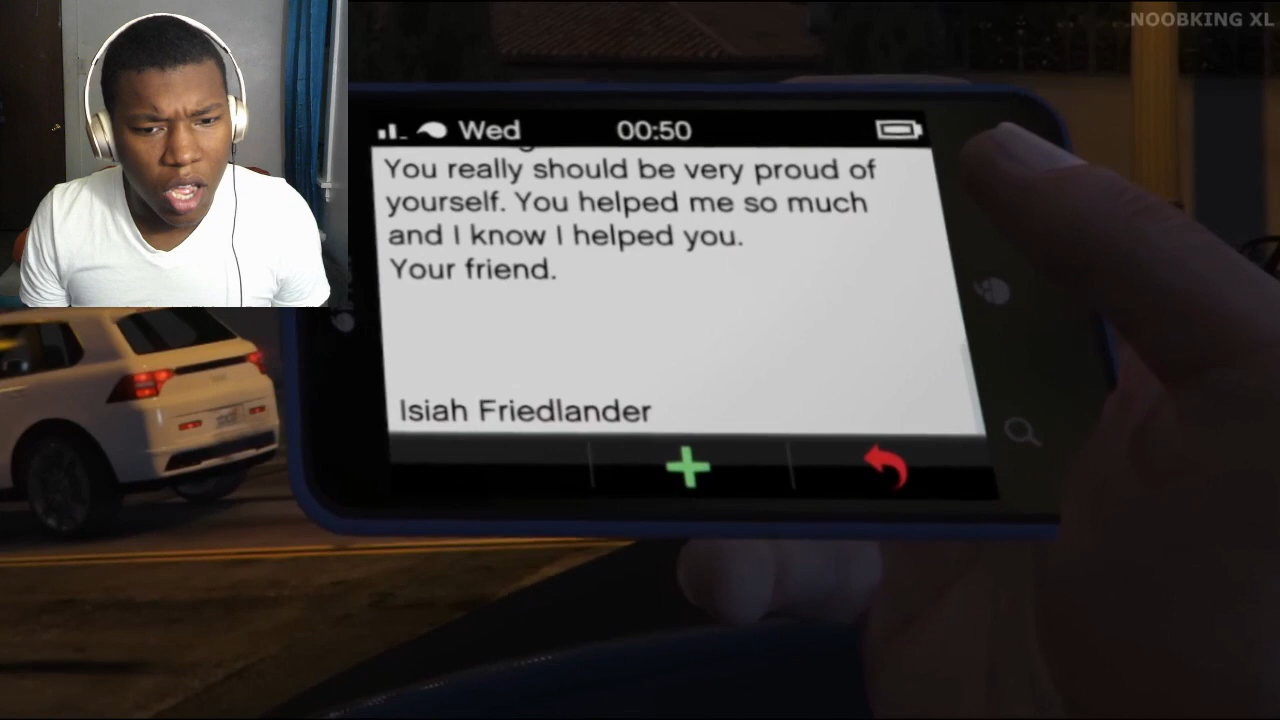 NOOBKING XL
Wed 00:50
You really should be very proud of
yourself. You helped me so much
and I know I helped you.
Your friend.
Isiah Friedlander